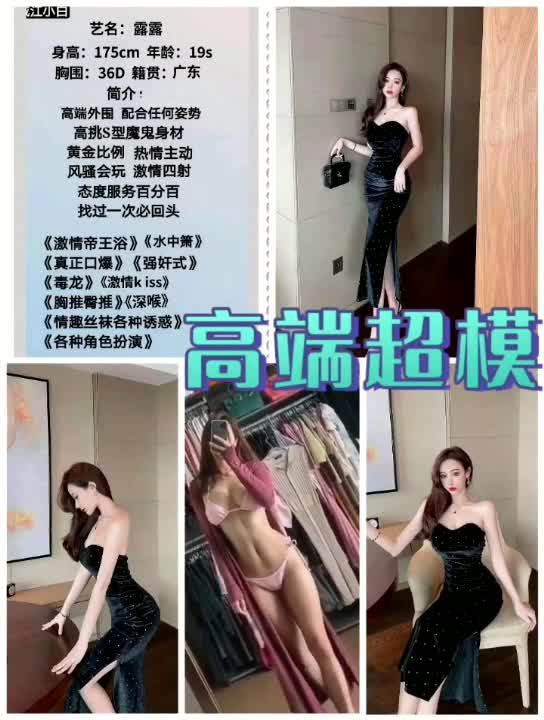 江小白
艺名：露露
身高：175cm 年龄：19s
胸围：36D 籍贯：广东
简介：
高端外围 配合任何姿势
高挑S型魔鬼身材
黄金比例 热情主动
风骚会玩 激情四射
态度服务百分百
找过一次必回头
《激情帝王浴》《水中箫》
《真正口爆》《强奸式》
《毒龙》《激情k iss》
《胸推臀推》《深喉》
《情趣丝袜各种诱惑》
《各种角色扮演》
高端超模